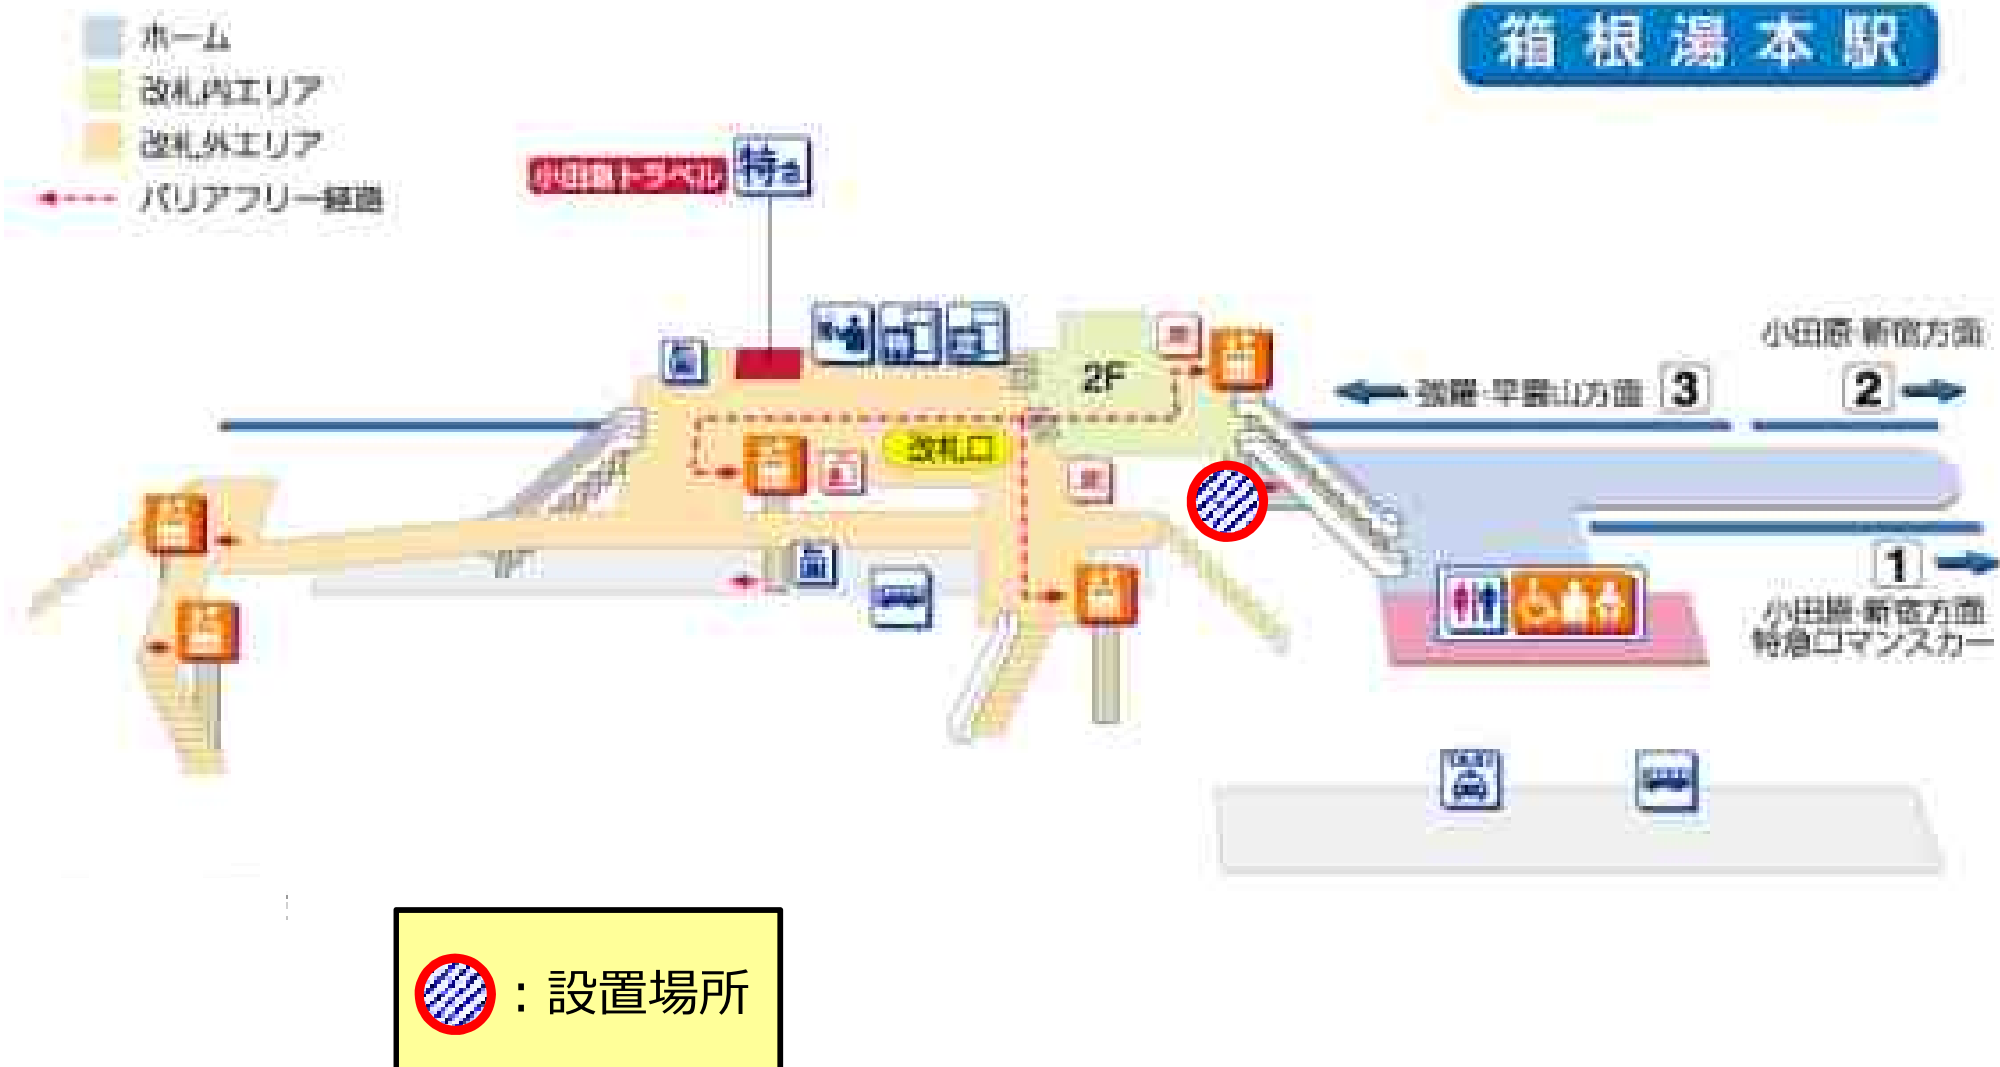 箱根湯本駅
ホーム
改札内エリア
改札外エリア
バリアフリー経路
小田急トラベル
特急
2F
改札口
小田原・新宿方面
強羅・早雲山方面 3
2
1
小田原・新宿方面
特急ロマンスカー
TAXI
：設置場所